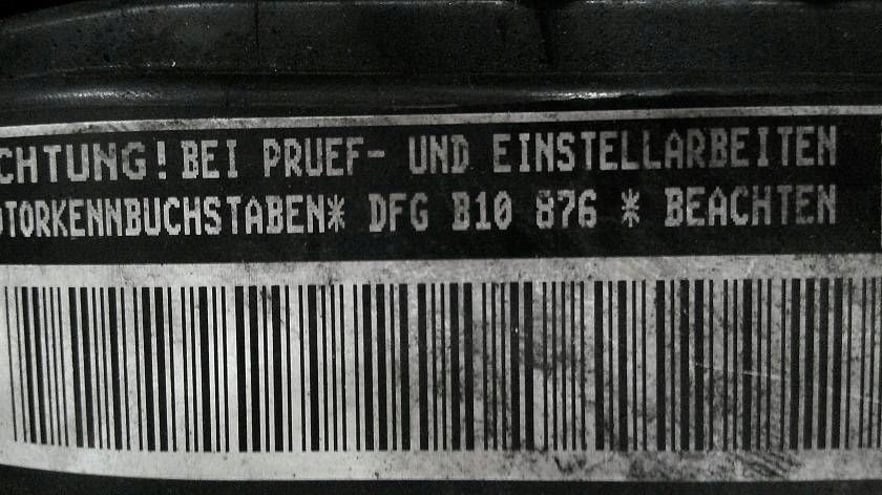 CHTUNG! BEI PRUEF- UND EINSTELLARBEITEN
OTORKENNBUCHSTABEN* DFG B10 876 * BEACHTEN